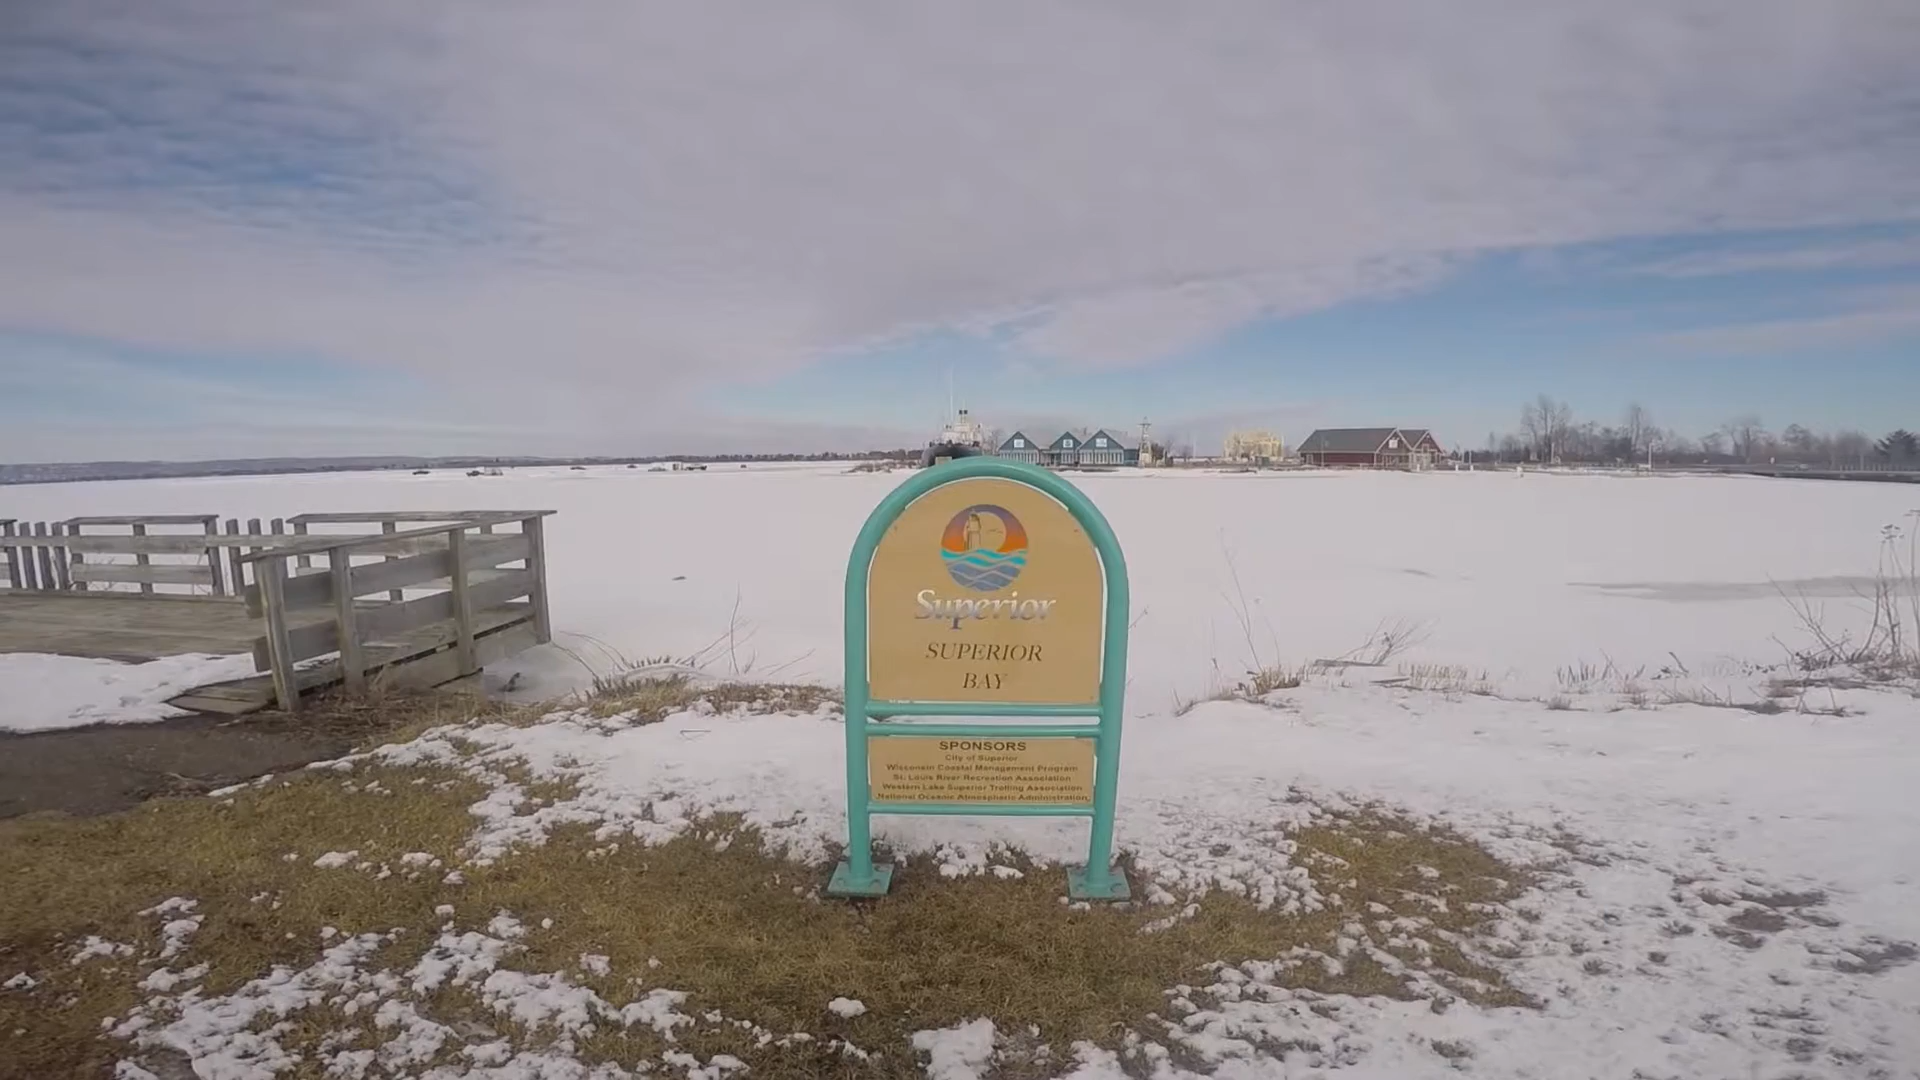 Superior
SUPERIOR
BAY
SPONSORS
City of Superior
Wisconsin Coastal Management Program
St. Louis River Recreation Association
Western Lake Superior Trolling Association
National Oceanic Atmospheric Administration